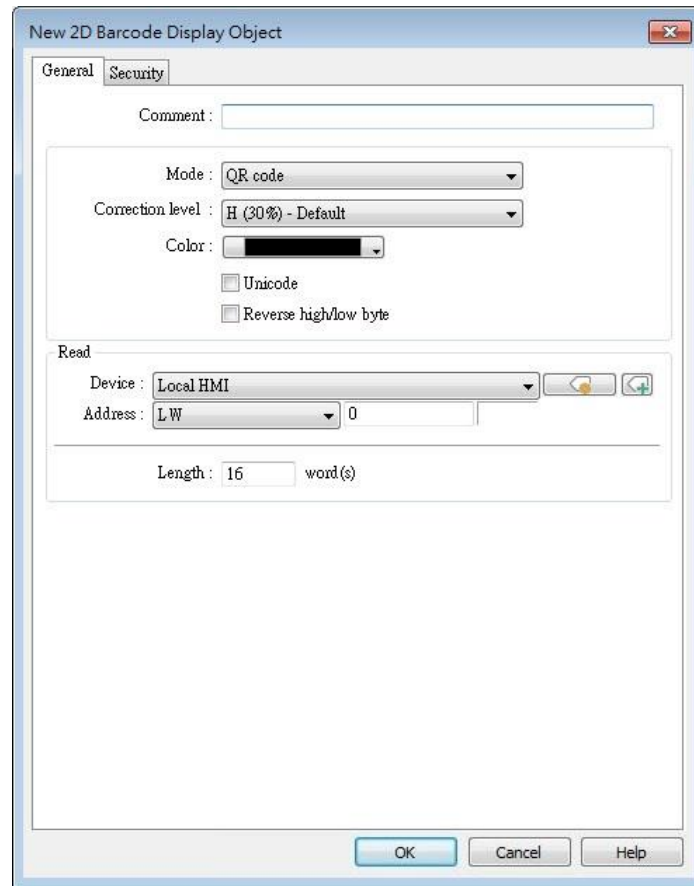 New 2D Barcode Display Object
General Security
Comment :
Mode : QR code
Correction level : H (30%) - Default
Color :
Unicode
Reverse high/low byte
Read
Device : Local HMI
Address : LW 0
Length : 16 word(s)
OK Cancel Help